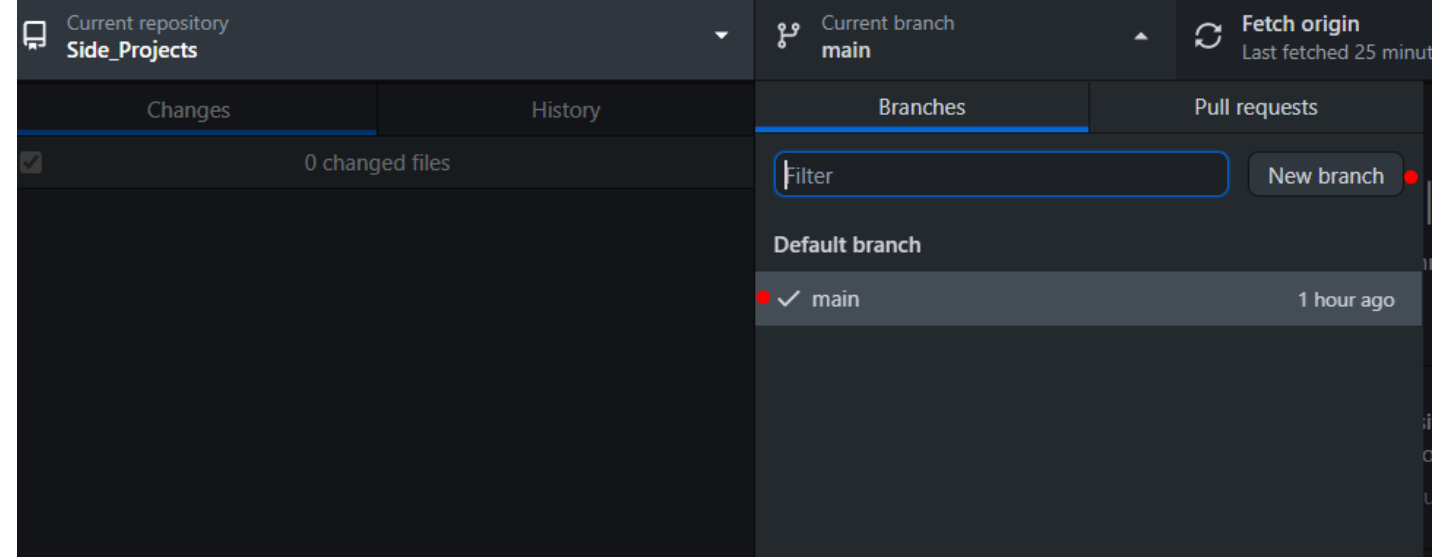 Current repository
Side_Projects
Current branch
main
Fetch origin
Last fetched 25
Changes
History
Branches
Pull requests
0 changed files
Filter
New branch
Default branch
main
1 hour ago